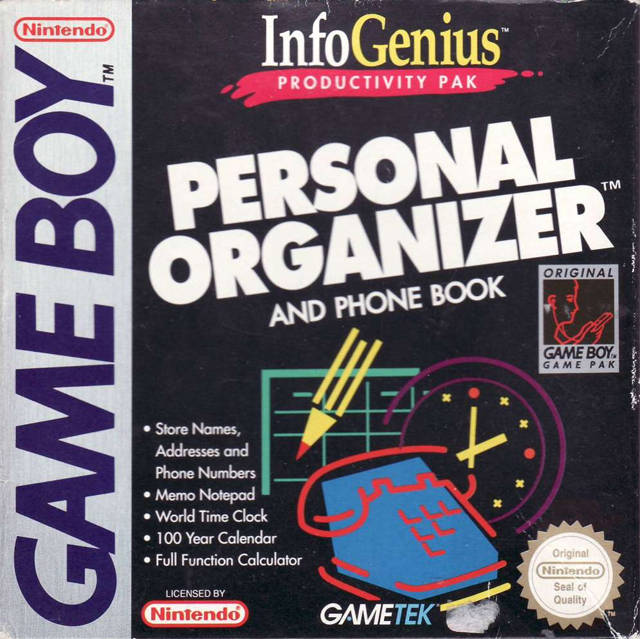 Nintendo
GAME BOY™
InfoGenius™
PRODUCTIVITY PAK
PERSONAL
ORGANIZER™
AND PHONE BOOK
ORIGINAL
GAME BOY™
GAME PAK
• Store Names,
Addresses and
Phone Numbers
• Memo Notepad
• World Time Clock
• 100 Year Calendar
• Full Function Calculator
LICENSED BY
Nintendo
GAMETEK
Original
Nintendo
Seal of
Quality
™